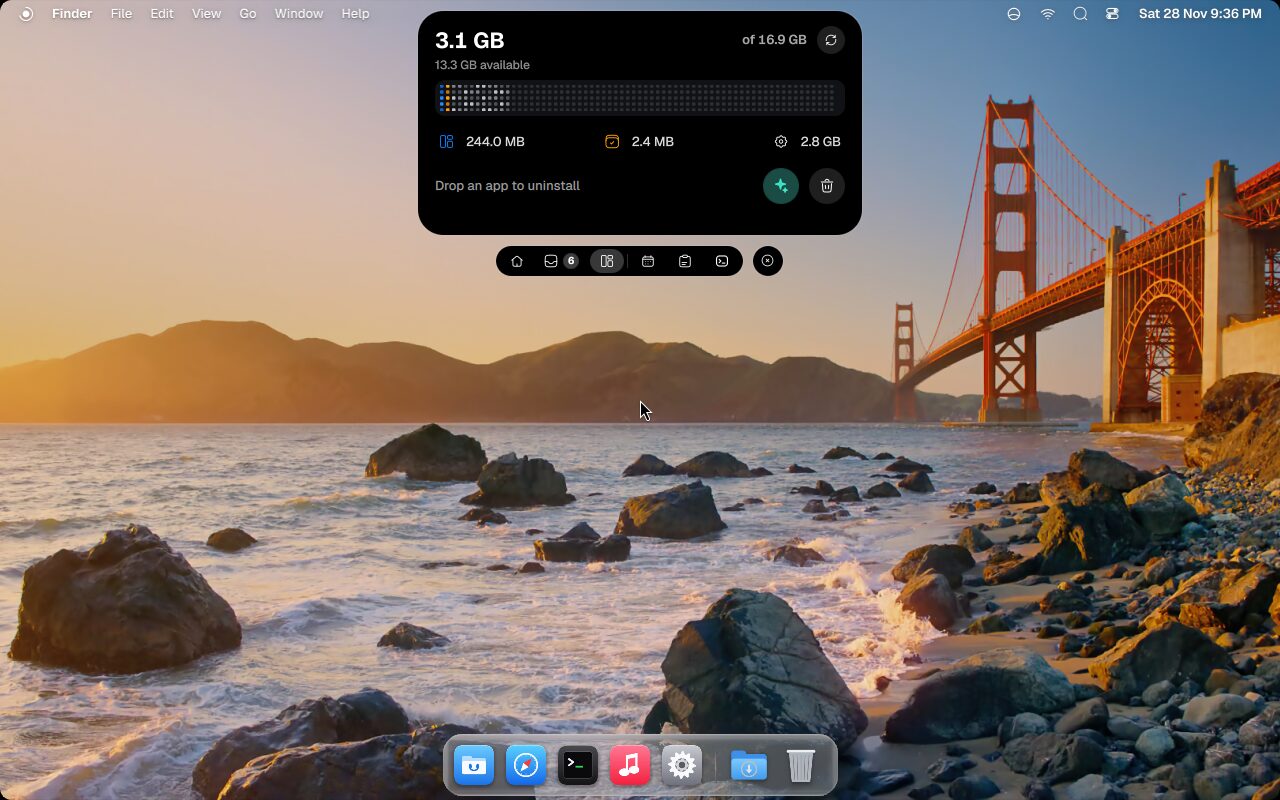 Finder File Edit View Go Window Help
Sat 28 Nov 9:36 PM
3.1 GB
of 16.9 GB
13.3 GB available
244.0 MB
2.4 MB
2.8 GB
Drop an app to uninstall
6